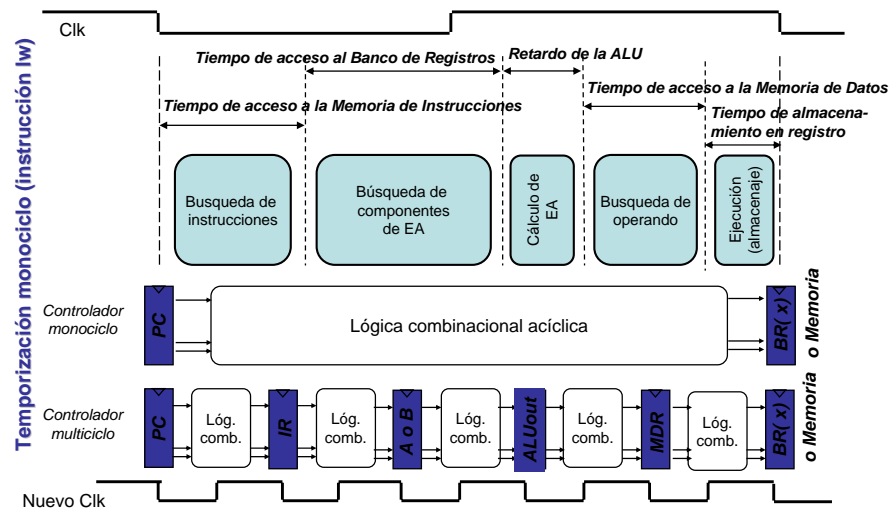 Clk
Tiempo de acceso al Banco de Registros
Retardo de la ALU
Tiempo de acceso a la Memoria de Instrucciones
Tiempo de acceso a la Memoria de Datos
Tiempo de almacena-
miento en registro
Temporización monociclo (instrucción lw)
Busqueda de
instrucciones
Búsqueda de
componentes
de EA
Cálculo de
EA
Busqueda de
operando
Ejecución
(almacenaje)
Controlador
monociclo
PC
Lógica combinacional acíclica
BR( x)
o Memoria
Controlador
multiciclo
PC
Lóg.
comb.
IR
Lóg.
comb.
A o B
Lóg.
comb.
ALUout
Lóg.
comb.
MDR
Lóg.
comb.
BR( x)
o Memoria
Nuevo Clk